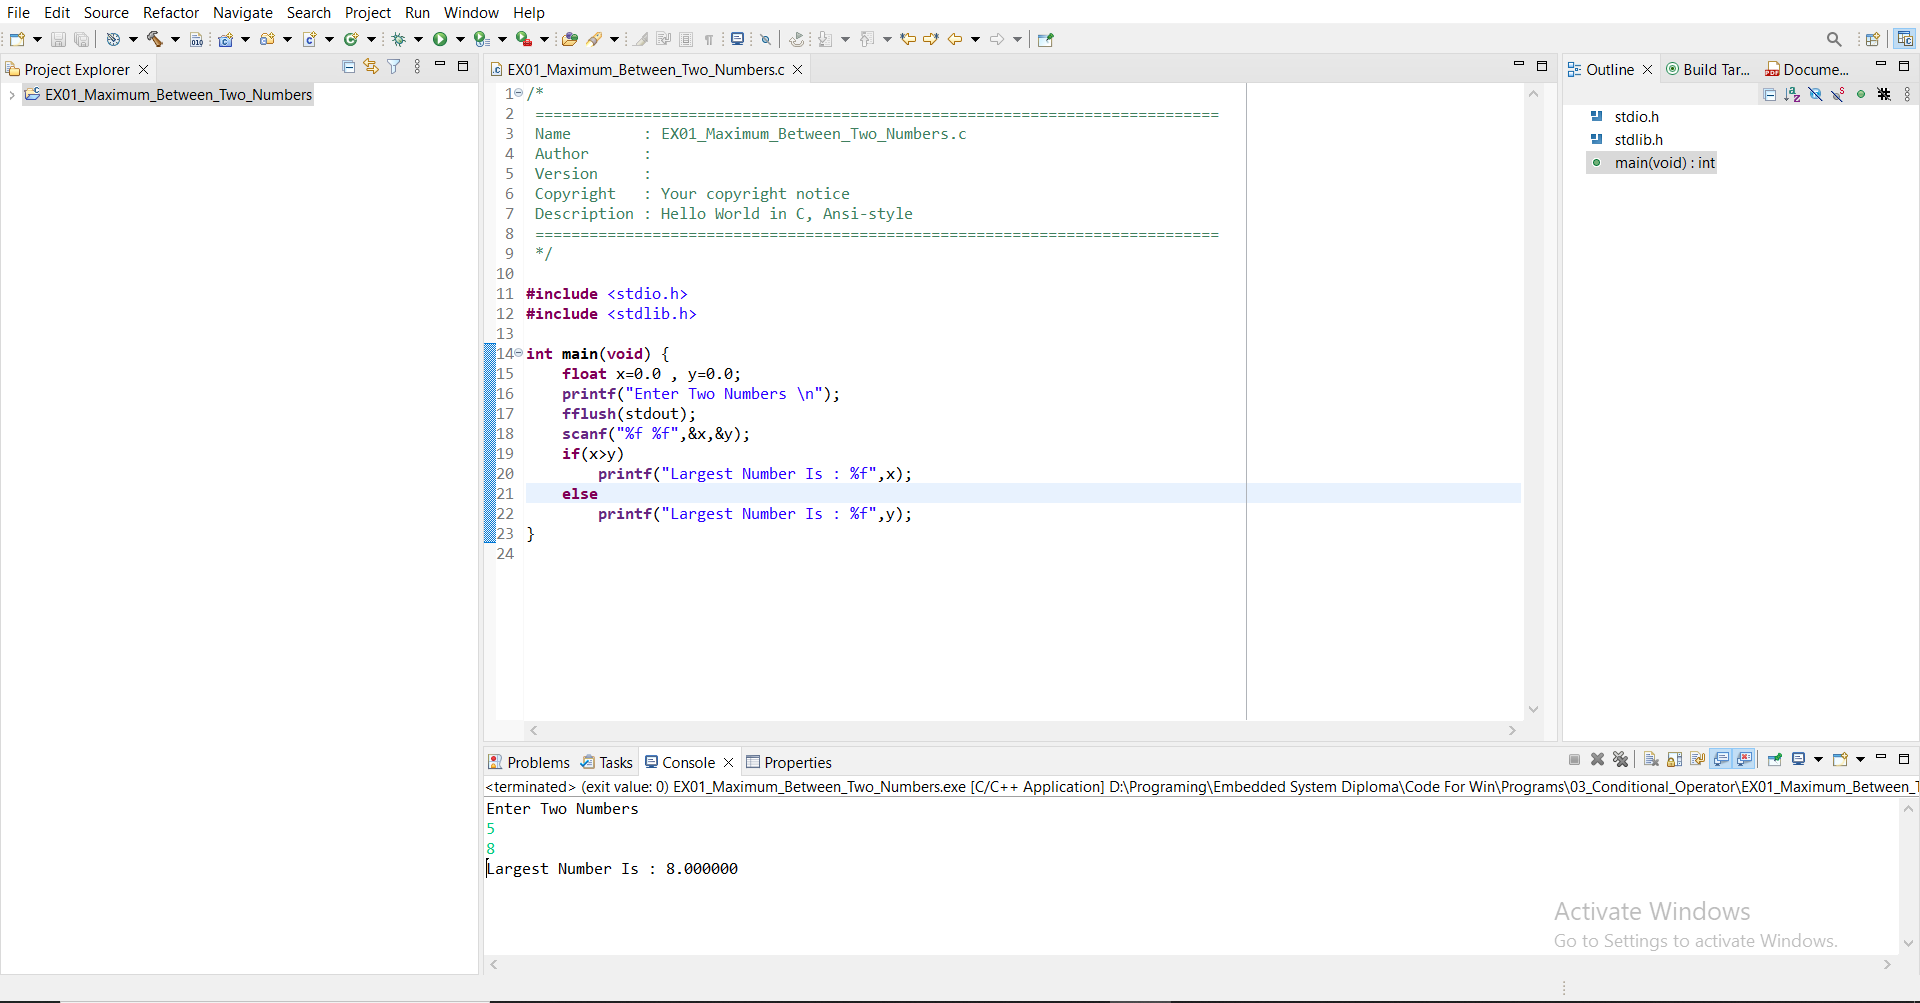 File Edit Source Refactor Navigate Search Project Run Window Help
Project Explorer
EX01_Maximum_Between_Two_Numbers
EX01_Maximum_Between_Two_Numbers.c
1 /*
2 ============================================================================
3 Name        : EX01_Maximum_Between_Two_Numbers.c
4 Author      :
5 Version     :
6 Copyright   : Your copyright notice
7 Description : Hello World in C, Ansi-style
8 ============================================================================
9 */
10
11 #include <stdio.h>
12 #include <stdlib.h>
13
14 int main(void) {
15     float x=0.0 , y=0.0;
16     printf("Enter Two Numbers \n");
17     fflush(stdout);
18     scanf("%f %f",&x,&y);
19     if(x>y)
20         printf("Largest Number Is : %f",x);
21     else
22         printf("Largest Number Is : %f",y);
23 }
24
Outline Build Tar... Docume...
stdio.h
stdlib.h
main(void) : int
Problems Tasks Console Properties
<terminated> (exit value: 0) EX01_Maximum_Between_Two_Numbers.exe [C/C++ Application] D:\Programing\Embedded System Diploma\Code For Win\Programs\03_Conditional_Operator\EX01_Maximum_Between_
Enter Two Numbers
5
8
Largest Number Is : 8.000000
Activate Windows
Go to Settings to activate Windows.